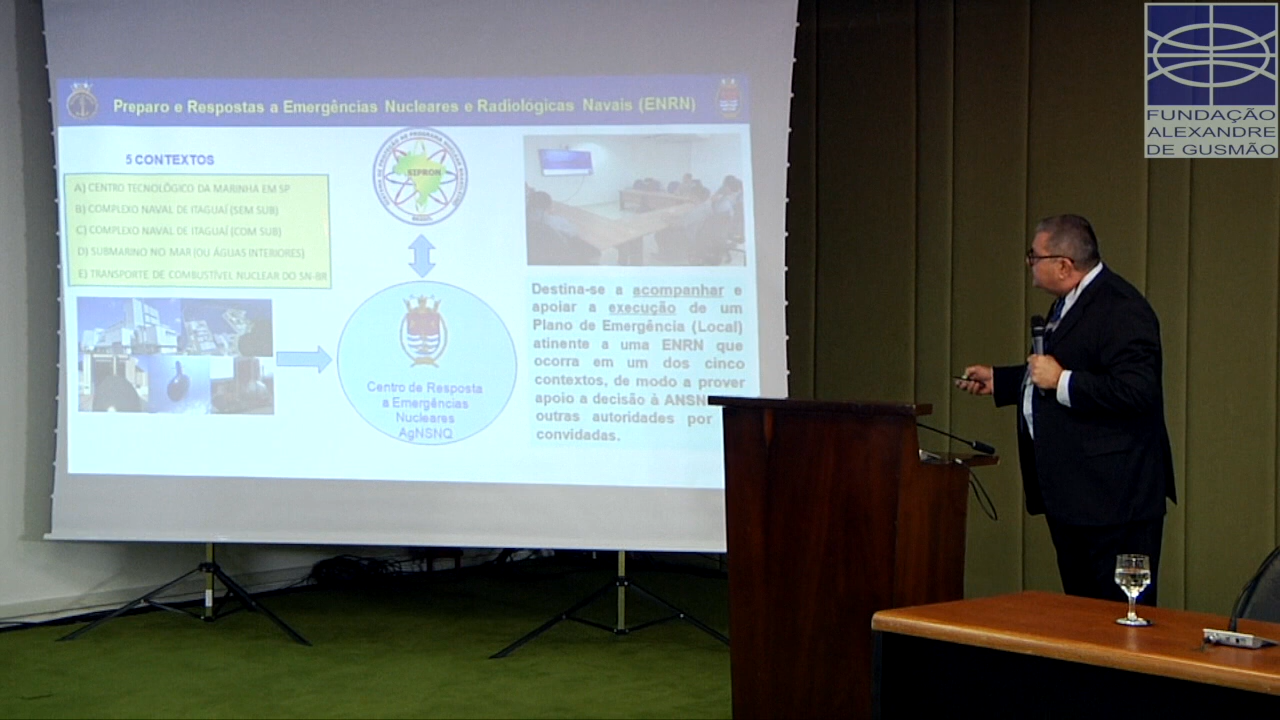 Preparo e Respostas a Emergências Nucleares e Radiológicas Navais (ENRN)
5 CONTEXTOS
A) CENTRO TECNOLÓGICO DA MARINHA EM SP
B) COMPLEXO NAVAL DE ITAGUAÍ (SEM SUB)
C) COMPLEXO NAVAL DE ITAGUAÍ (COM SUB)
D) SUBMARINO NO MAR (OU ÁGUAS INTERIORES)
E) TRANSPORTE DE COMBUSTÍVEL NUCLEAR DO SN-BR
SIPRON
BRASIL
Centro de Resposta
a Emergências
Nucleares
AgNSNQ
Destina-se a acompanhar e
apoiar a execução de um
Plano de Emergência (Local)
atinente a uma ENRN que
ocorra em um dos cinco
contextos, de modo a prover
apoio a decisão à ANSN
outras autoridades por
convidadas.
FUNDAÇÃO
ALEXANDRE
DE GUSMÃO